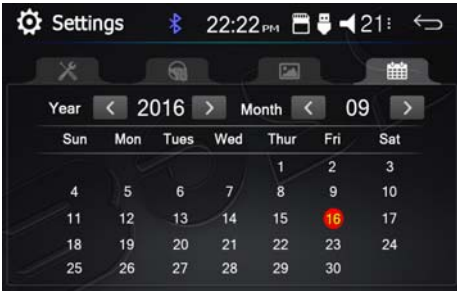 Settings 22:22 PM 21
Year < 2016 > Month < 09 >
Sun Mon Tues Wed Thur Fri Sat
1 2 3
4 5 6 7 8 9 10
11 12 13 14 15 16 17
18 19 20 21 22 23 24
25 26 27 28 29 30